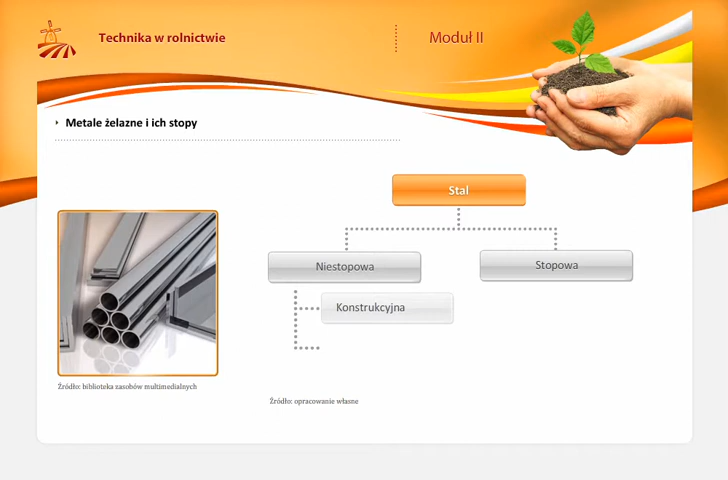 Technika w rolnictwie
Moduł II
Metale żelazne i ich stopy
Stal
Niestopowa
Stopowa
Konstrukcyjna
Źródło: biblioteka zasobów multimedialnych
Źródło: opracowanie własne